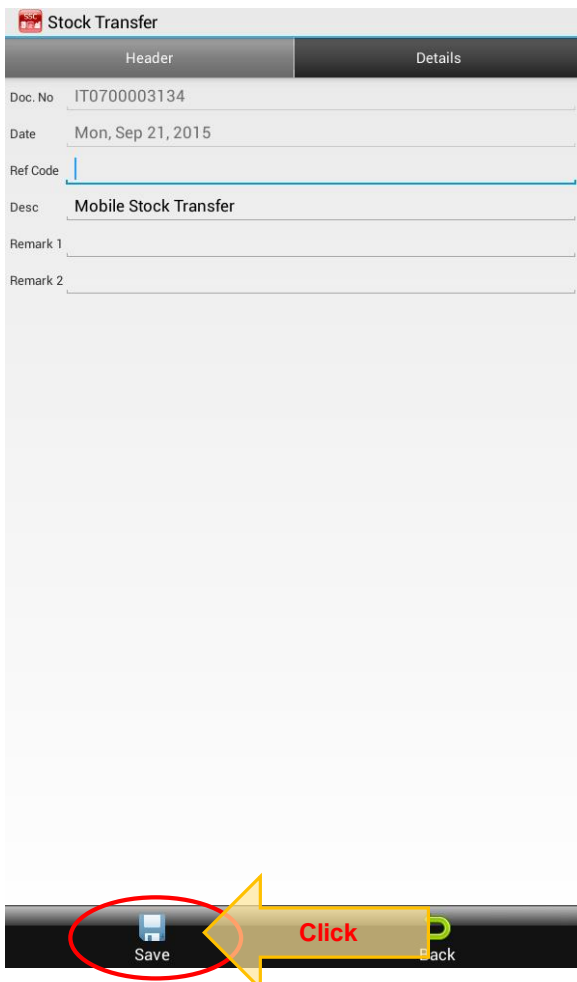 SSC Stock Transfer
Header Details
Doc. No IT0700003134
Date Mon, Sep 21, 2015
Ref Code
Desc Mobile Stock Transfer
Remark 1
Remark 2
Click
Save Back